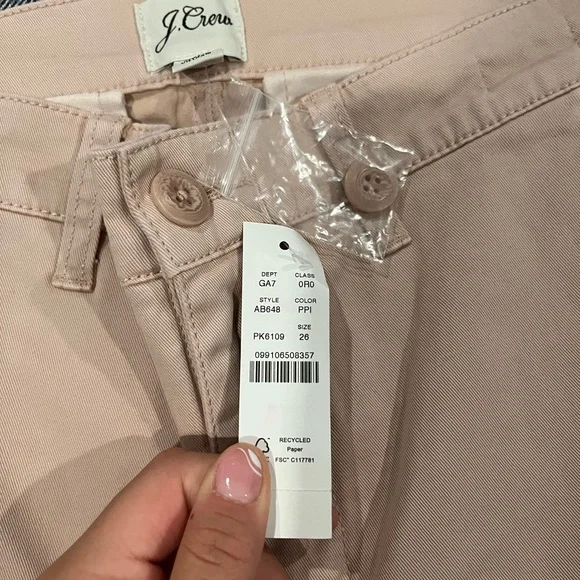 J.Crew
DEPT CLASS
GA7 0R0
STYLE COLOR
AB648 PPI
SIZE
PK6109 26
099106508357
RECYCLED
Paper
FSC® C117781